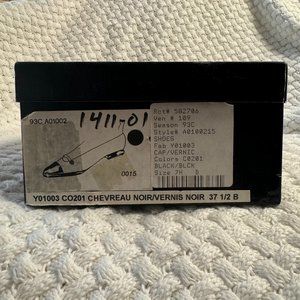 93C A01002
1411-01
0015
Y01003 CO201 CHEVREAU NOIR/VERNIS NOIR 37 1/2 B
Rct# 582706
Ven # 109
Season 93C
Style# A0100215
SHOES
Fab Y01003
CAP/VERNIC
Colors C0201
BLACK/BLCK
Size 7H b